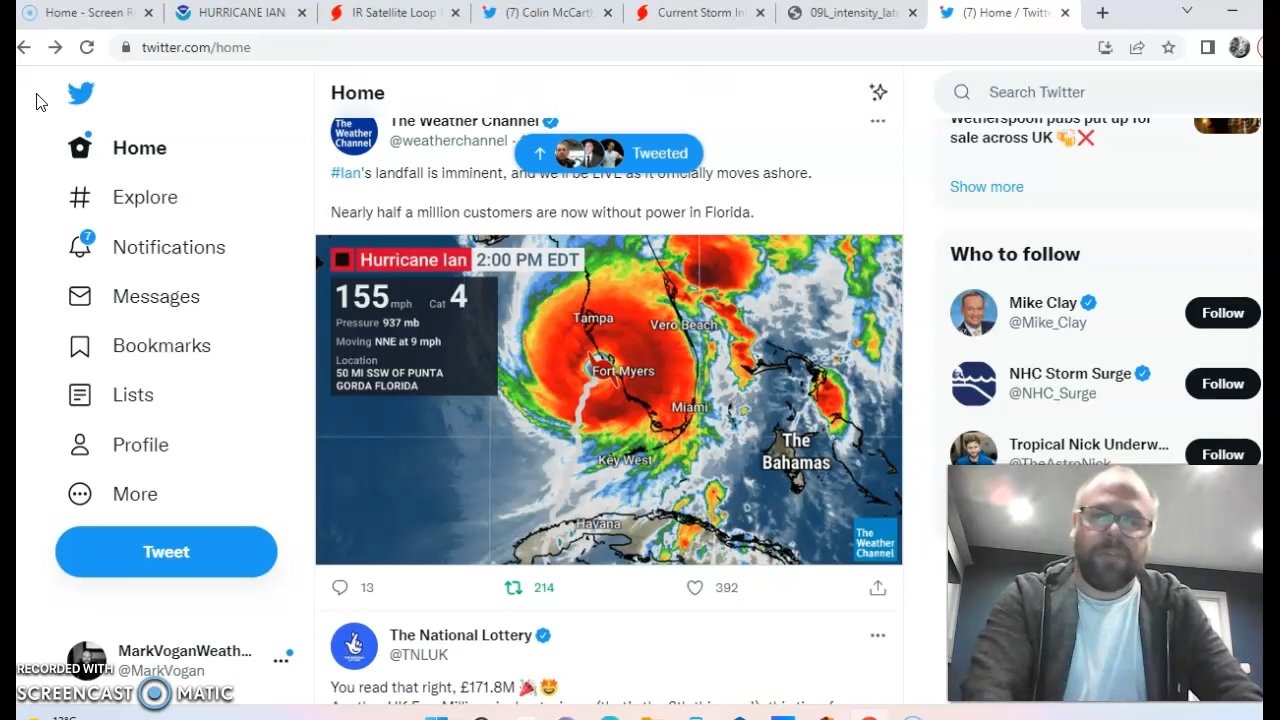 Screen - Screen R
HURRICANE IAN
IR Satellite Loop
(7) Colin McCart
Current Storm In
09L_intensity_lat
(7) Home / Twitte
twitter.com/home
Home
Search Twitter
Home
Explore
7
Notifications
Messages
Bookmarks
Lists
Profile
More
Tweet
MarkVoganWeath...
@MarkVogan
The Weather Channel
@weatherchannel
Tweeted
#Ian's landfall is imminent, and we'll be LIVE as it officially moves ashore.
Nearly half a million customers are now without power in Florida.
The Weather Channel
Hurricane Ian 2:00 PM EDT
155 mph Cat 4
Pressure 937 mb
Moving NNE at 9 mph
Location
50 MI SSW OF PUNTA
GORDA FLORIDA
Tampa
Vero Beach
Fort Myers
Miami
Key West
The
Bahamas
Havana
The
Weather
Channel
13 214 392
The National Lottery
@TNLUK
You read that right, £171.8M 🎉🤩
Wetherspoon pubs put up for
sale across UK 🍻❌
Show more
Who to follow
Mike Clay
@Mike_Clay
Follow
NHC Storm Surge
@NHC_Surge
Follow
Tropical Nick Underw...
@TheAstroNick
Follow
RECORDED WITH
SCREENCAST MATIC